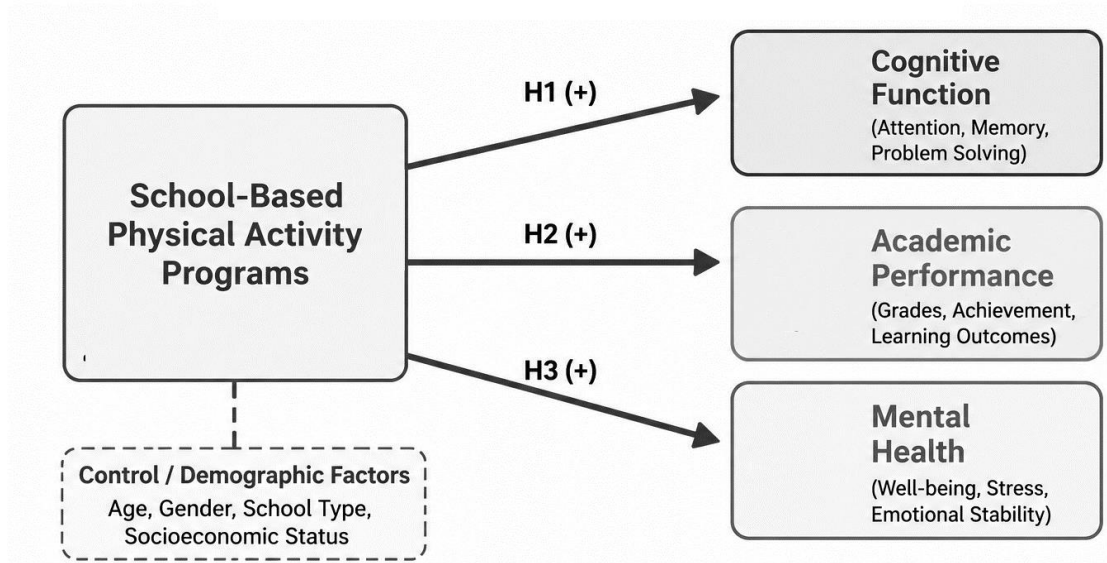 School-Based
Physical Activity
Programs
Control / Demographic Factors
Age, Gender, School Type,
Socioeconomic Status
H1 (+)
H2 (+)
H3 (+)
Cognitive
Function
(Attention, Memory,
Problem Solving)
Academic
Performance
(Grades, Achievement,
Learning Outcomes)
Mental
Health
(Well-being, Stress,
Emotional Stability)